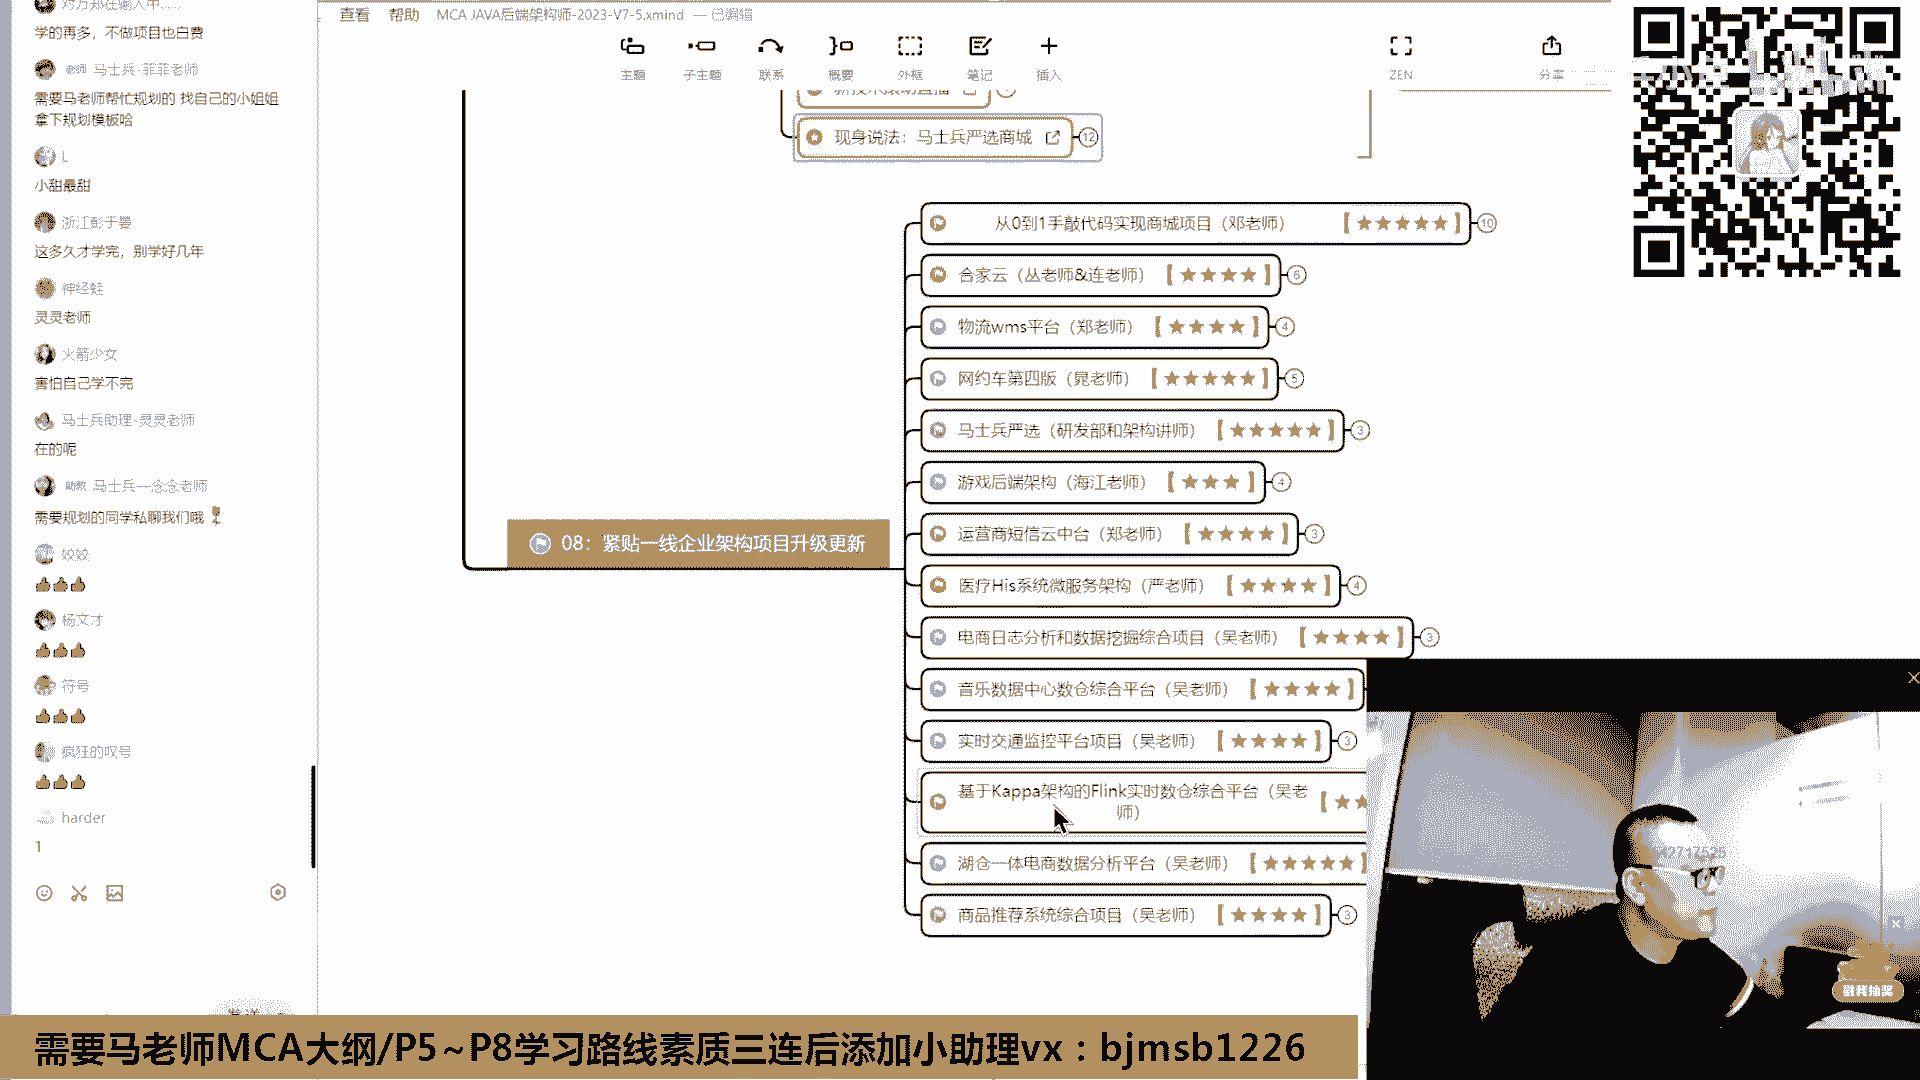 查看 帮助 MCA JAVA后端架构师-2023-V7-5.xmind — 已编辑
主题 子主题 联系 概要 外框 笔记 插入 ZEN 分享
对方正在输入中......
学的再多，不做项目也白费
老师 马士兵-菲菲老师
需要马老师帮忙规划的 找自己的小姐姐
拿下规划模板哈
L
小甜最甜
浙江彭于晏
这多久才学完，别学好几年
神经蛙
灵灵老师
火箭少女
害怕自己学不完
马士兵助理-灵灵老师
在的呢
助教 马士兵—念念老师
需要规划的同学私聊我们哦
姣姣
杨文才
符号
疯狂的叹号
harder
1
现身说法：马士兵严选商城 12
08：紧贴一线企业架构项目升级更新
从0到1手敲代码实现商城项目（邓老师） 【★★★★★】 10
合家云（丛老师&连老师）【★★★★】 6
物流wms平台（郑老师）【★★★★】 4
网约车第四版（晁老师）【★★★★★】 5
马士兵严选（研发部和架构讲师）【★★★★★】 3
游戏后端架构（海江老师）【★★★】 4
运营商短信云中台（郑老师）【★★★★】 3
医疗His系统微服务架构（严老师）【★★★★】 4
电商日志分析和数据挖掘综合项目（吴老师）【★★★★】 3
音乐数据中心数仓综合平台（吴老师）【★★★★】
实时交通监控平台项目（吴老师）【★★★★】 3
基于Kappa架构的Flink实时数仓综合平台（吴老
师） 【★★
湖仓一体电商数据分析平台（吴老师）【★★★★★】
商品推荐系统综合项目（吴老师）【★★★★】 3
戳我抽奖
需要马老师MCA大纲/P5~P8学习路线素质三连后添加小助理vx：bjmsb1226